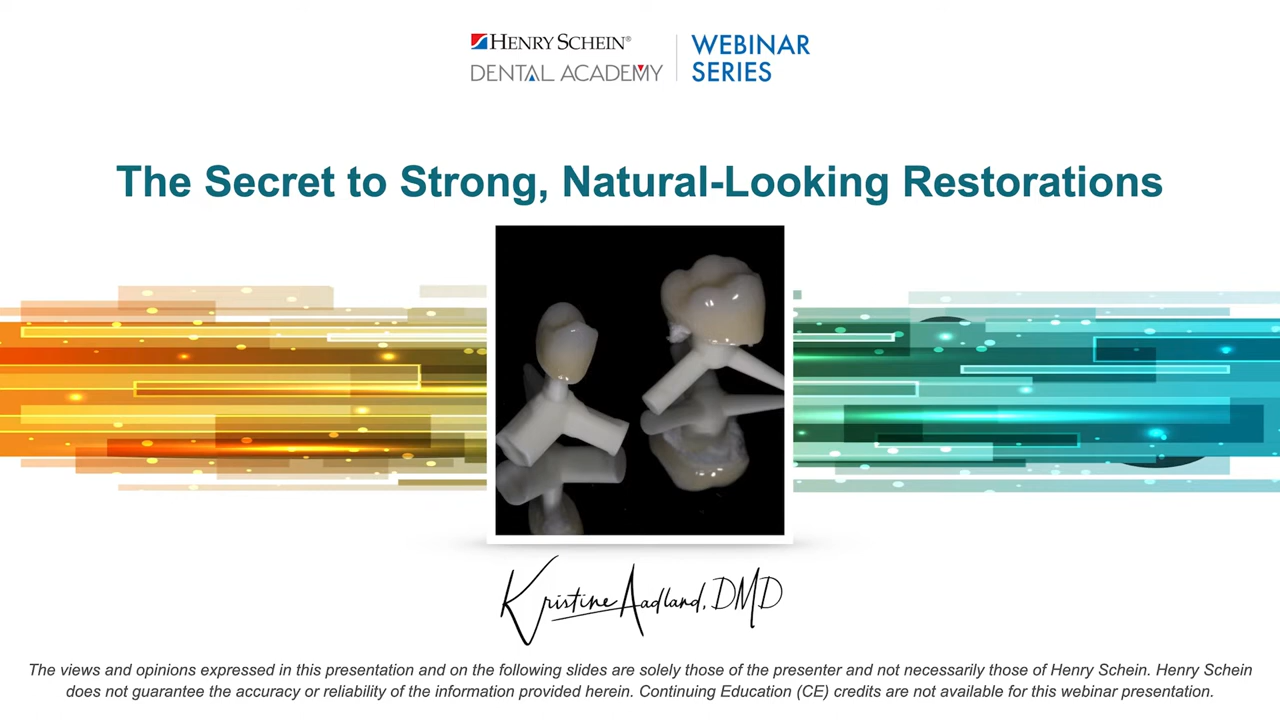 HENRY SCHEIN®
DENTAL ACADEMY
WEBINAR
SERIES
The Secret to Strong, Natural-Looking Restorations
Kristine Aadland, DMD
The views and opinions expressed in this presentation and on the following slides are solely those of the presenter and not necessarily those of Henry Schein. Henry Schein
does not guarantee the accuracy or reliability of the information provided herein. Continuing Education (CE) credits are not available for this webinar presentation.